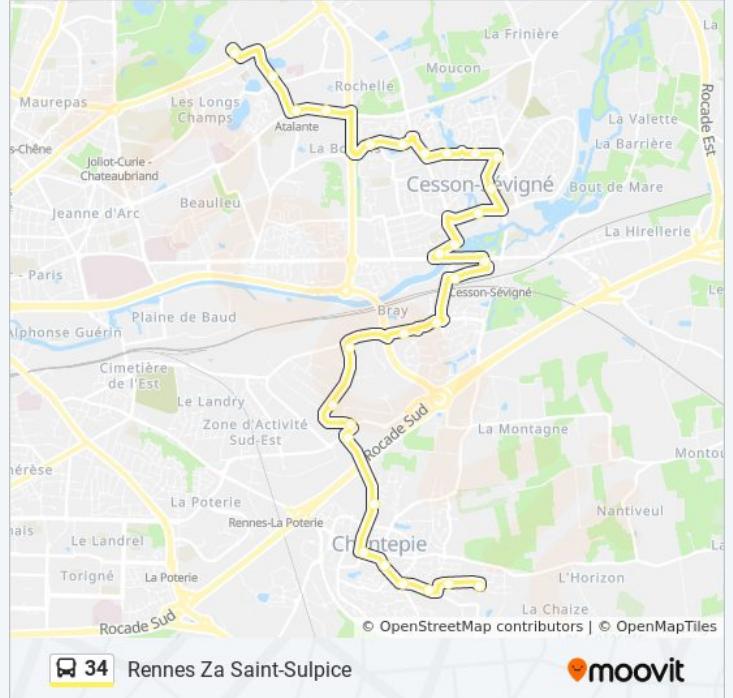 La
La Frinière
Moucon
Rochelle
Maurepas
Les Longs
Champs
Atalante
La Valette
Rocade Est
s-Chêne
La Barrière
Joliot-Curie -
Chateaubriand
Cesson-Sévigné
Bout de Mare
Beaulieu
Jeanne d'Arc
La Hirellerie
- Paris
Le
Cesson-Sévigné
Plaine de Baud
Bray
Alphonse Guérin
Cimetière
de l'Est
Le Landry
Zone d'Activité
Sud-Est
Rocade Sud
La Montagne
Montou
hérèse
La Poterie
Nantiveul
Rennes-La Poterie
nais
Le Landrel
Chantepie
La
Torigné
La Poterie
L'Horizon
La Chaize
Rocade Sud
© OpenStreetMap contributors | © OpenMapTiles
34 Rennes Za Saint-Sulpice
moovit